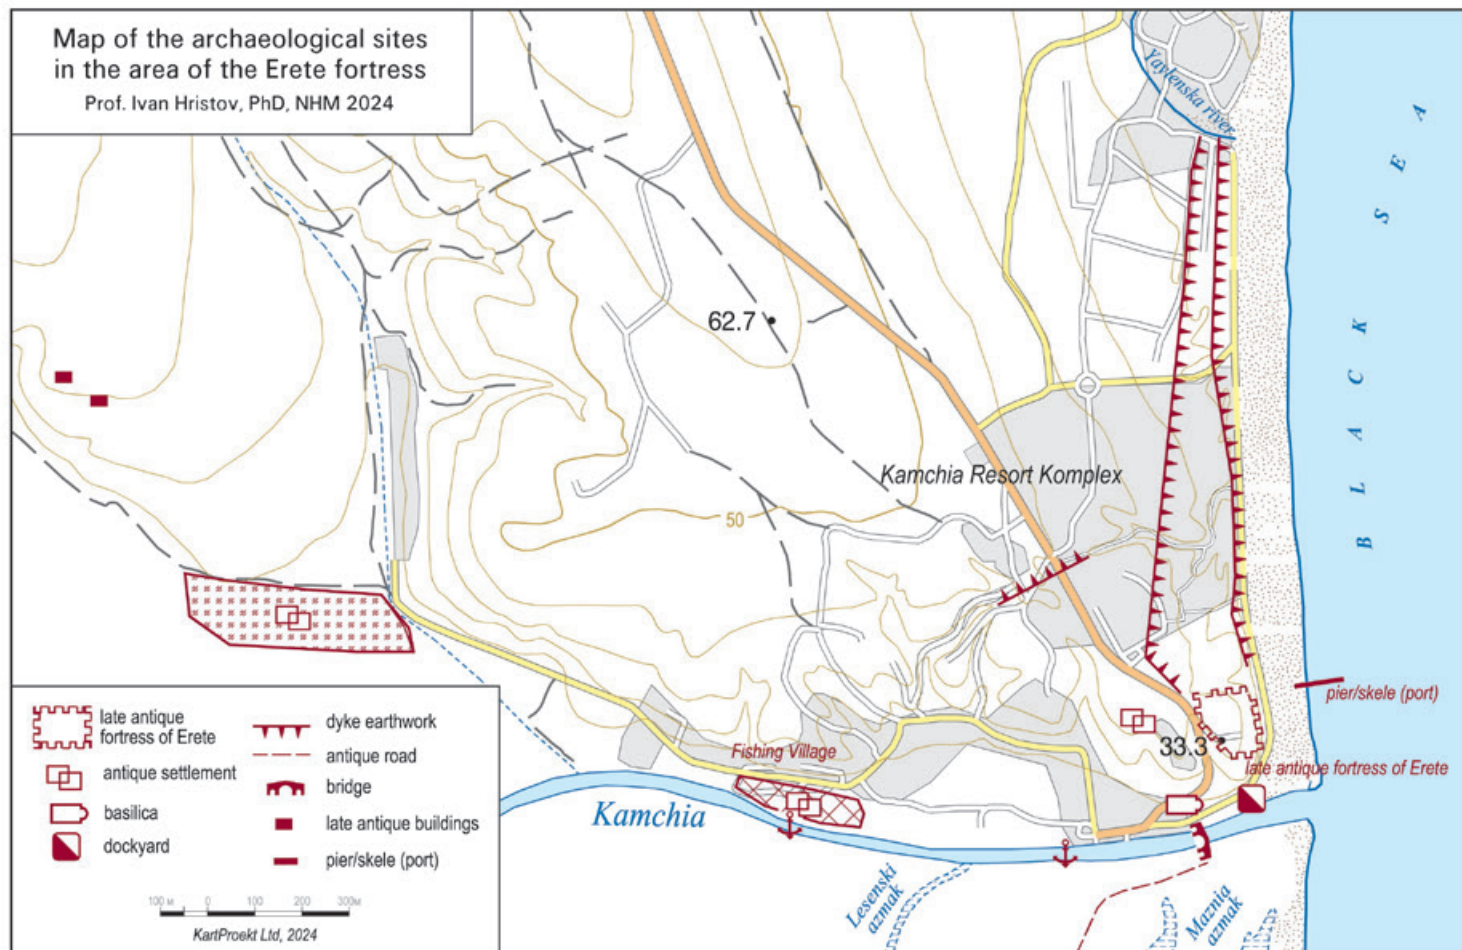 Map of the archaeological sites
in the area of the Erete fortress
Prof. Ivan Hristov, PhD, NHM 2024
Yaylenska river
BLACK SEA
62.7
Kamchia Resort Komplex
50
pier/skele (port)
33.3
late antique fortress of Erete
Fishing Village
Kamchia
Lesenski
azmak
Maznia
azmak
late antique
fortress of Erete
antique settlement
basilica
dockyard
dyke earthwork
antique road
bridge
late antique buildings
pier/skele (port)
100 m 0 100 200 300м
KartProekt Ltd, 2024